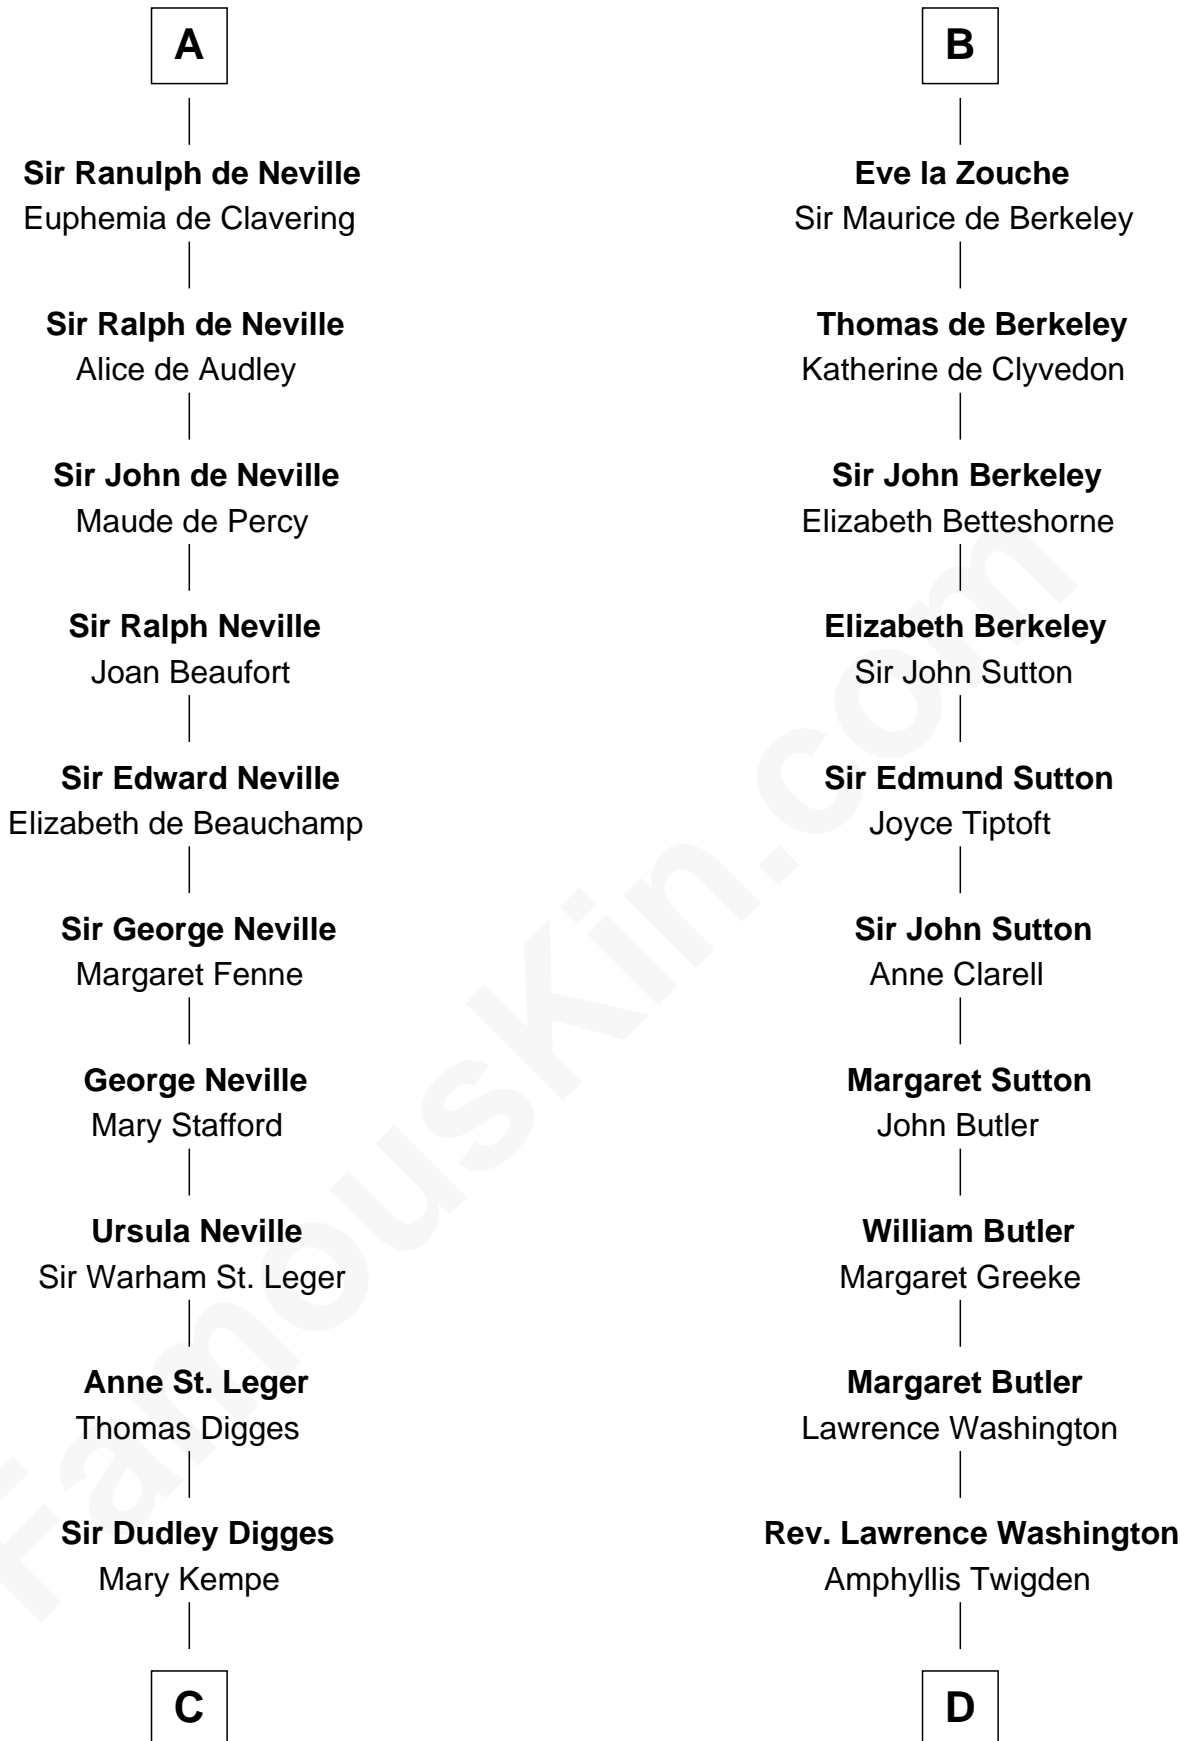 A
Sir Ranulph de Neville
Euphemia de Clavering
Sir Ralph de Neville
Alice de Audley
Sir John de Neville
Maude de Percy
Sir Ralph Neville
Joan Beaufort
Sir Edward Neville
Elizabeth de Beauchamp
Sir George Neville
Margaret Fenne
George Neville
Mary Stafford
Ursula Neville
Sir Warham St. Leger
Anne St. Leger
Thomas Digges
Sir Dudley Digges
Mary Kempe
C
B
Eve la Zouche
Sir Maurice de Berkeley
Thomas de Berkeley
Katherine de Clyvedon
Sir John Berkeley
Elizabeth Betteshorne
Elizabeth Berkeley
Sir John Sutton
Sir Edmund Sutton
Joyce Tiptoft
Sir John Sutton
Anne Clarell
Margaret Sutton
John Butler
William Butler
Margaret Greeke
Margaret Butler
Lawrence Washington
Rev. Lawrence Washington
Amphyllis Twigden
D
FamousKin.com